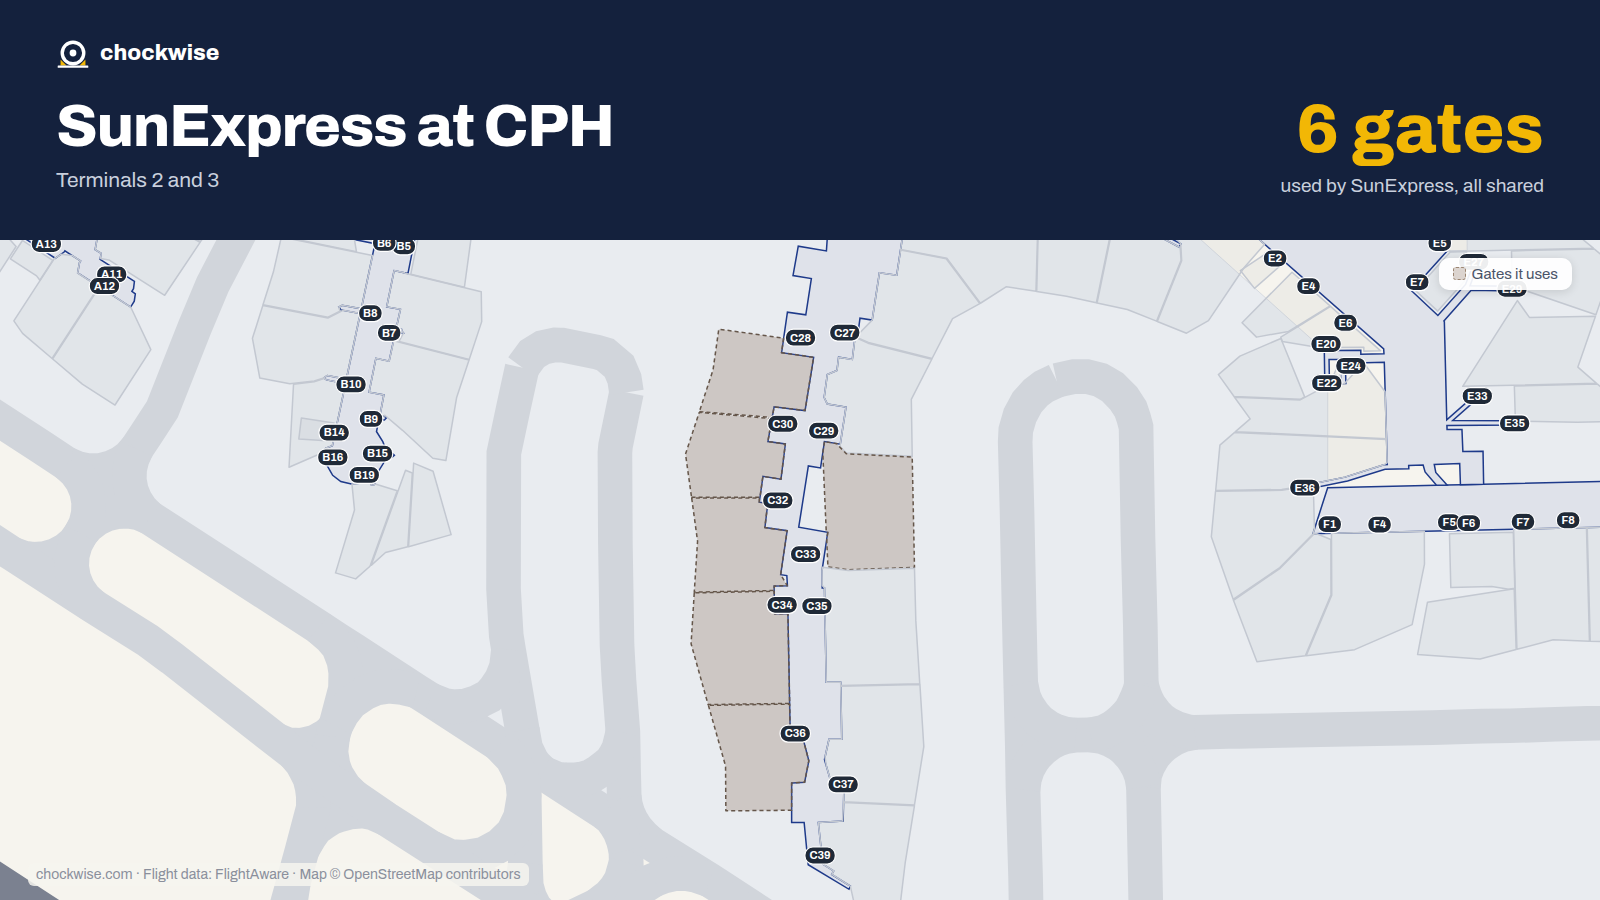 chockwise
SunExpress at CPH
Terminals 2 and 3
6 gates
used by SunExpress, all shared
Gates it uses
A13
A11
A12
B6
B5
B8
B7
B10
B9
B14
B15
B16
B19
C28
C27
C30
C29
C32
C33
C34
C35
C36
C37
C39
E2
E4
E5
E7
E6
E20
E24
E22
E33
E35
E36
F1
F4
F5
F6
F7
F8
chockwise.com · Flight data: FlightAware · Map © OpenStreetMap contributors